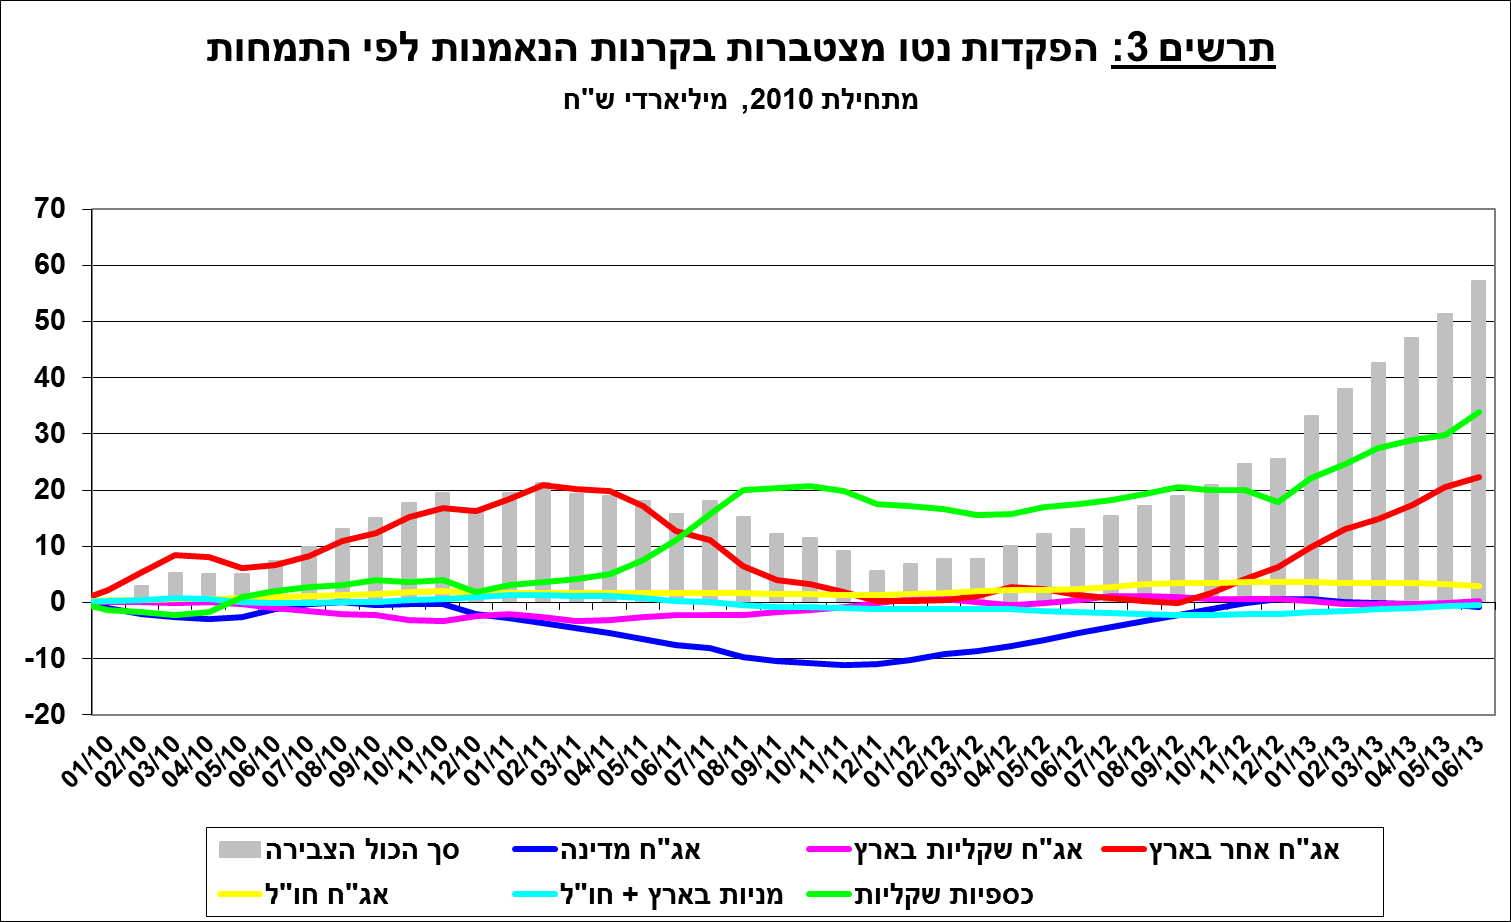 תרשים 3: הפקדות נטו מצטברות בקרנות הנאמנות לפי התמחות
מתחילת 2010, מיליארדי ש"ח
70
60
50
40
30
20
10
0
-10
-20
01/10 02/10 03/10 04/10 05/10 06/10 07/10 08/10 09/10 10/10 11/10 12/10 01/11 02/11 03/11 04/11 05/11 06/11 07/11 08/11 09/11 10/11 11/11 12/11 01/12 02/12 03/12 04/12 05/12 06/12 07/12 08/12 09/12 10/12 11/12 12/12 01/13 02/13 03/13 04/13 05/13 06/13
סך הכול הצבירה אג"ח מדינה אג"ח שקליות בארץ אג"ח אחר בארץ
אג"ח חו"ל מניות בארץ + חו"ל כספיות שקליות